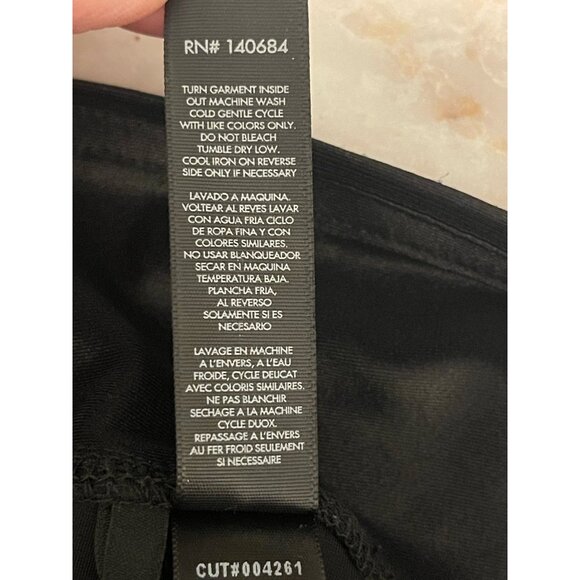 RN# 140684
TURN GARMENT INSIDE
OUT MACHINE WASH
COLD GENTLE CYCLE
WITH LIKE COLORS ONLY.
DO NOT BLEACH
TUMBLE DRY LOW.
COOL IRON ON REVERSE
SIDE ONLY IF NECESSARY
LAVADO A MAQUINA.
VOLTEAR AL REVES LAVAR
CON AGUA FRIA CICLO
DE ROPA FINA Y CON
COLORES SIMILARES.
NO USAR BLANQUEADOR
SECAR EN MAQUINA
TEMPERATURA BAJA.
PLANCHA FRIA,
AL REVERSO
SOLAMENTE SI ES
NECESARIO
LAVAGE EN MACHINE
A L'ENVERS, A L'EAU
FROIDE, CYCLE DELICAT
AVEC COLORIS SIMILAIRES.
NE PAS BLANCHIR
SECHAGE A LA MACHINE
CYCLE DUOX.
REPASSAGE A L'ENVERS
AU FER FROID SEULEMENT
SI NECESSAIRE
CUT#004261